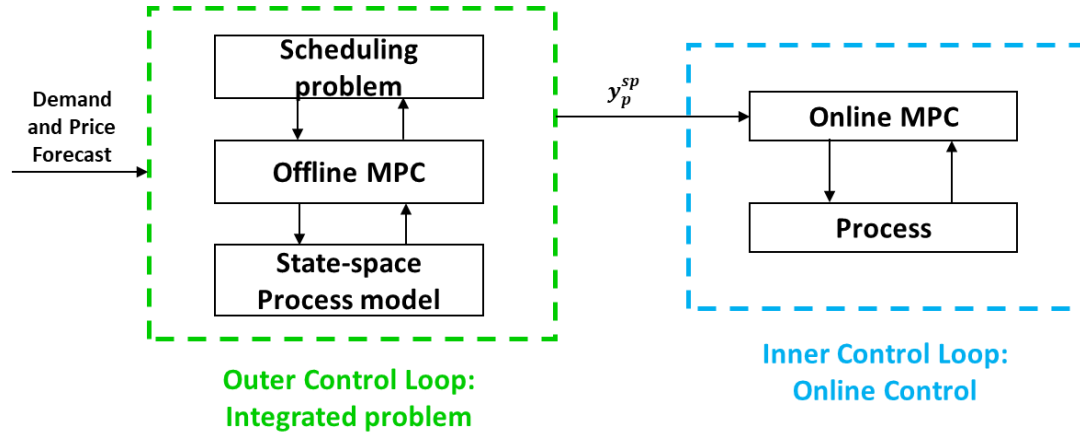 Demand
and Price
Forecast
Scheduling
problem
Offline MPC
State-space
Process model
Outer Control Loop:
Integrated problem
y_p^{sp}
Online MPC
Process
Inner Control Loop:
Online Control